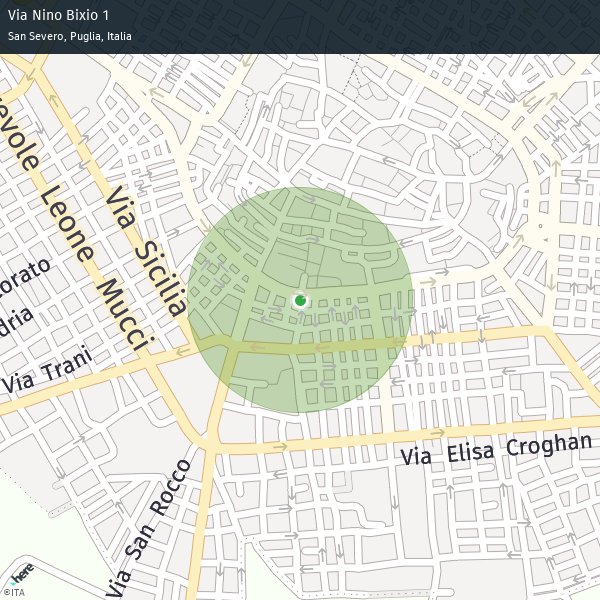 Via Nino Bixio 1
San Severo, Puglia, Italia
evole Leone Mucci
Via Sicilia
orato
dria
Via Trani
Via Elisa Croghan
Via San Rocco
here
©ITA